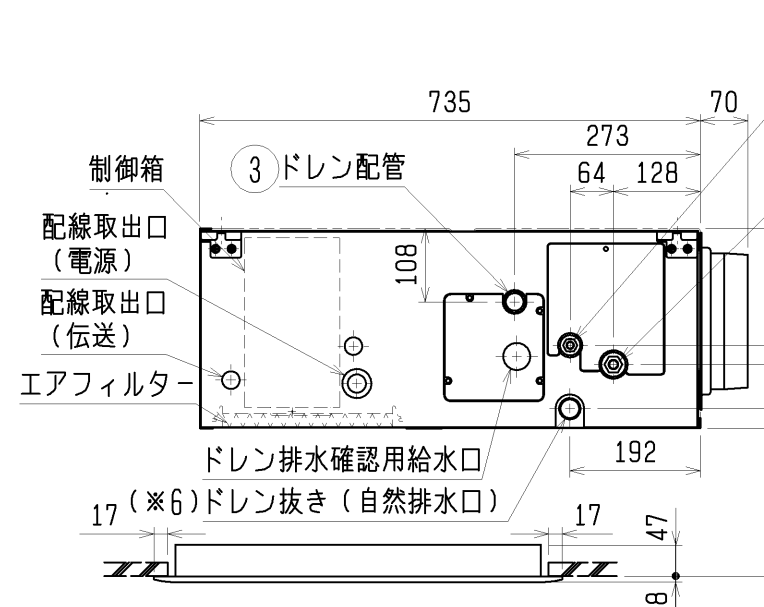 735
70
273
64
128
制御箱
3
ドレン配管
配線取出口
(電源)
108
配線取出口
(伝送)
エアフィルター
ドレン排水確認用給水口
192
(※6)ドレン抜き(自然排水口)
17
17
47
8